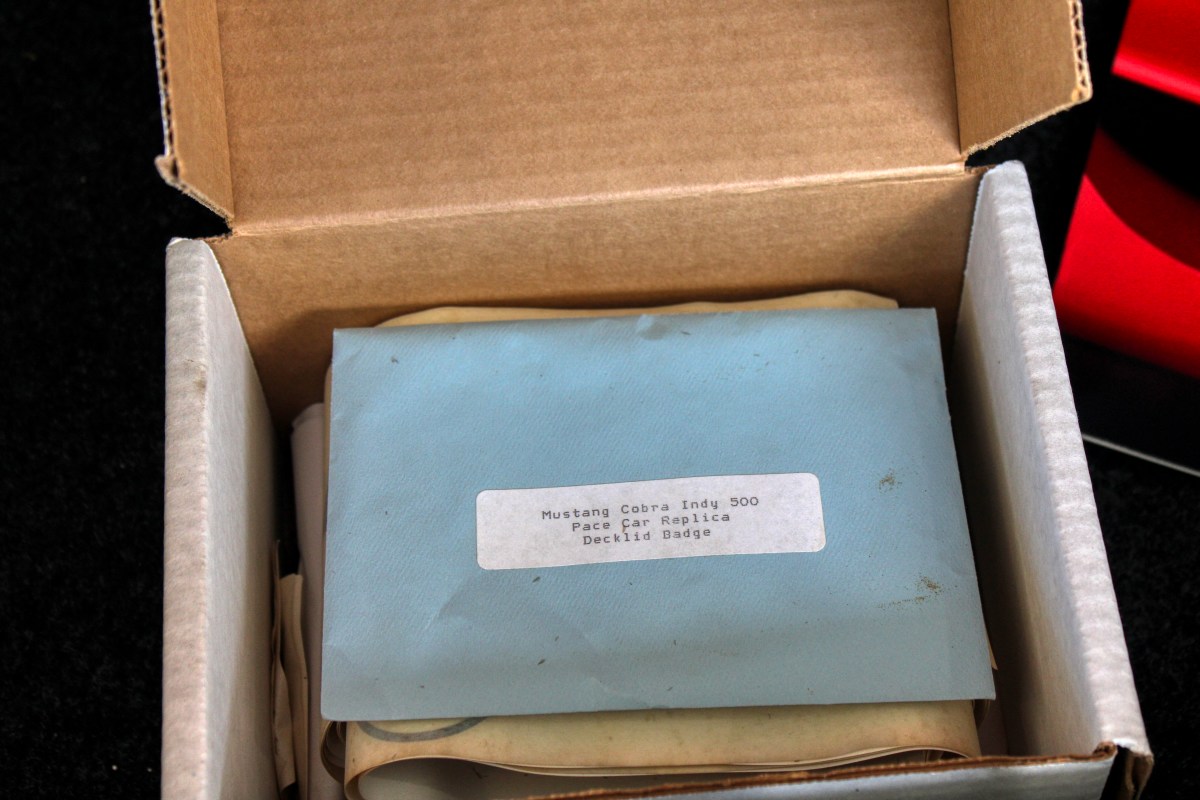 Mustang Cobra Indy 500
Pace Car Replica
Decklid Badge